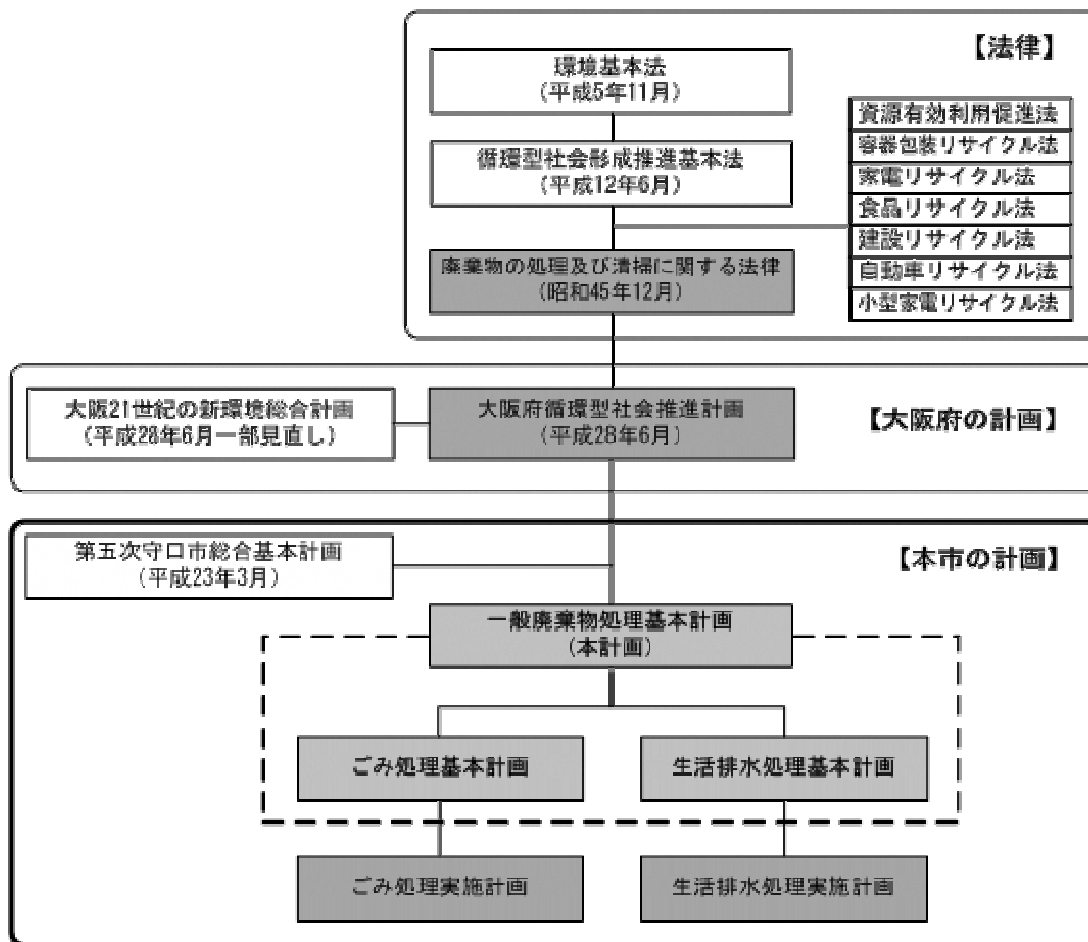 【法律】
環境基本法
（平成5年11月）
循環型社会形成推進基本法
（平成12年6月）
廃棄物の処理及び清掃に関する法律
（昭和45年12月）
資源有効利用促進法
容器包装リサイクル法
家電リサイクル法
食品リサイクル法
建設リサイクル法
自動車リサイクル法
小型家電リサイクル法
【大阪府の計画】
大阪21世紀の新環境総合計画
（平成28年6月一部見直し）
大阪府循環型社会推進計画
（平成28年6月）
【本市の計画】
第五次守口市総合基本計画
（平成23年3月）
一般廃棄物処理基本計画
（本計画）
ごみ処理基本計画
生活排水処理基本計画
ごみ処理実施計画
生活排水処理実施計画